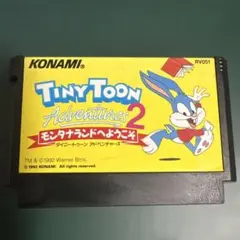 KONAMI®
RV051
TINY TOON
Adventures 2
モンタナランドへようこそ
タイニー・トゥーン アドベンチャーズ
TM & © 1992 Warner Bros.
© 1992 KONAMI All rights reserved.